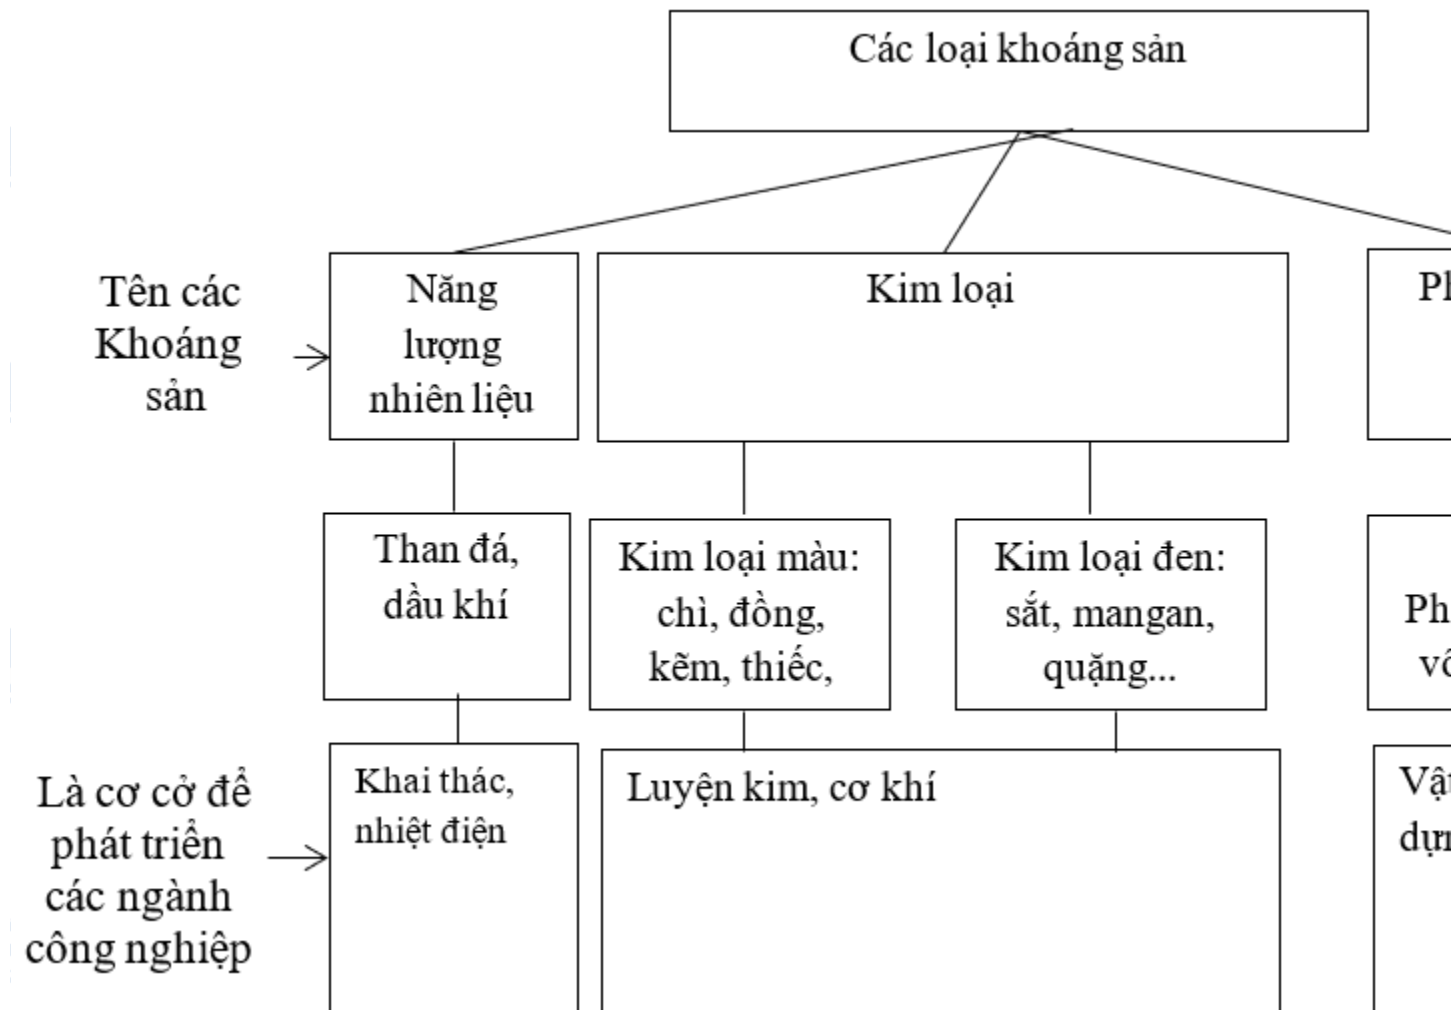 Các loại khoáng sản
Tên các
Khoáng
sản
Năng
lượng
nhiên liệu
Kim loại
Than đá,
dầu khí
Kim loại màu:
chì, đồng,
kẽm, thiếc,
Kim loại đen:
sắt, mangan,
quặng...
Là cơ cở để
phát triển
các ngành
công nghiệp
Khai thác,
nhiệt điện
Luyện kim, cơ khí